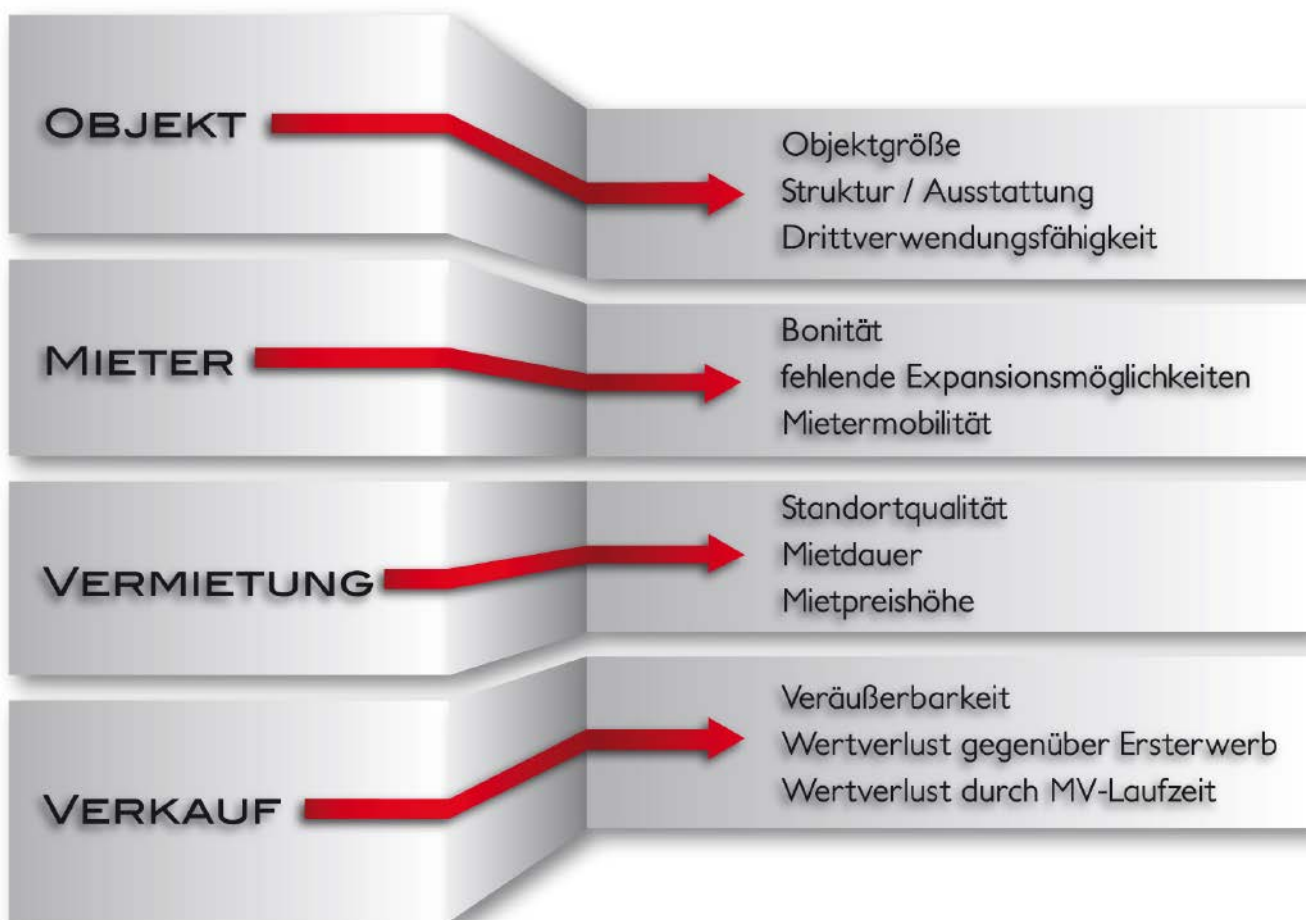 OBJEKT
Objektgröße
Struktur / Ausstattung
Drittverwendungsfähigkeit
MIETER
Bonität
fehlende Expansionsmöglichkeiten
Mietermobilität
VERMIETUNG
Standortqualität
Mietdauer
Mietpreishöhe
VERKAUF
Veräußerbarkeit
Wertverlust gegenüber Ersterwerb
Wertverlust durch MV-Laufzeit